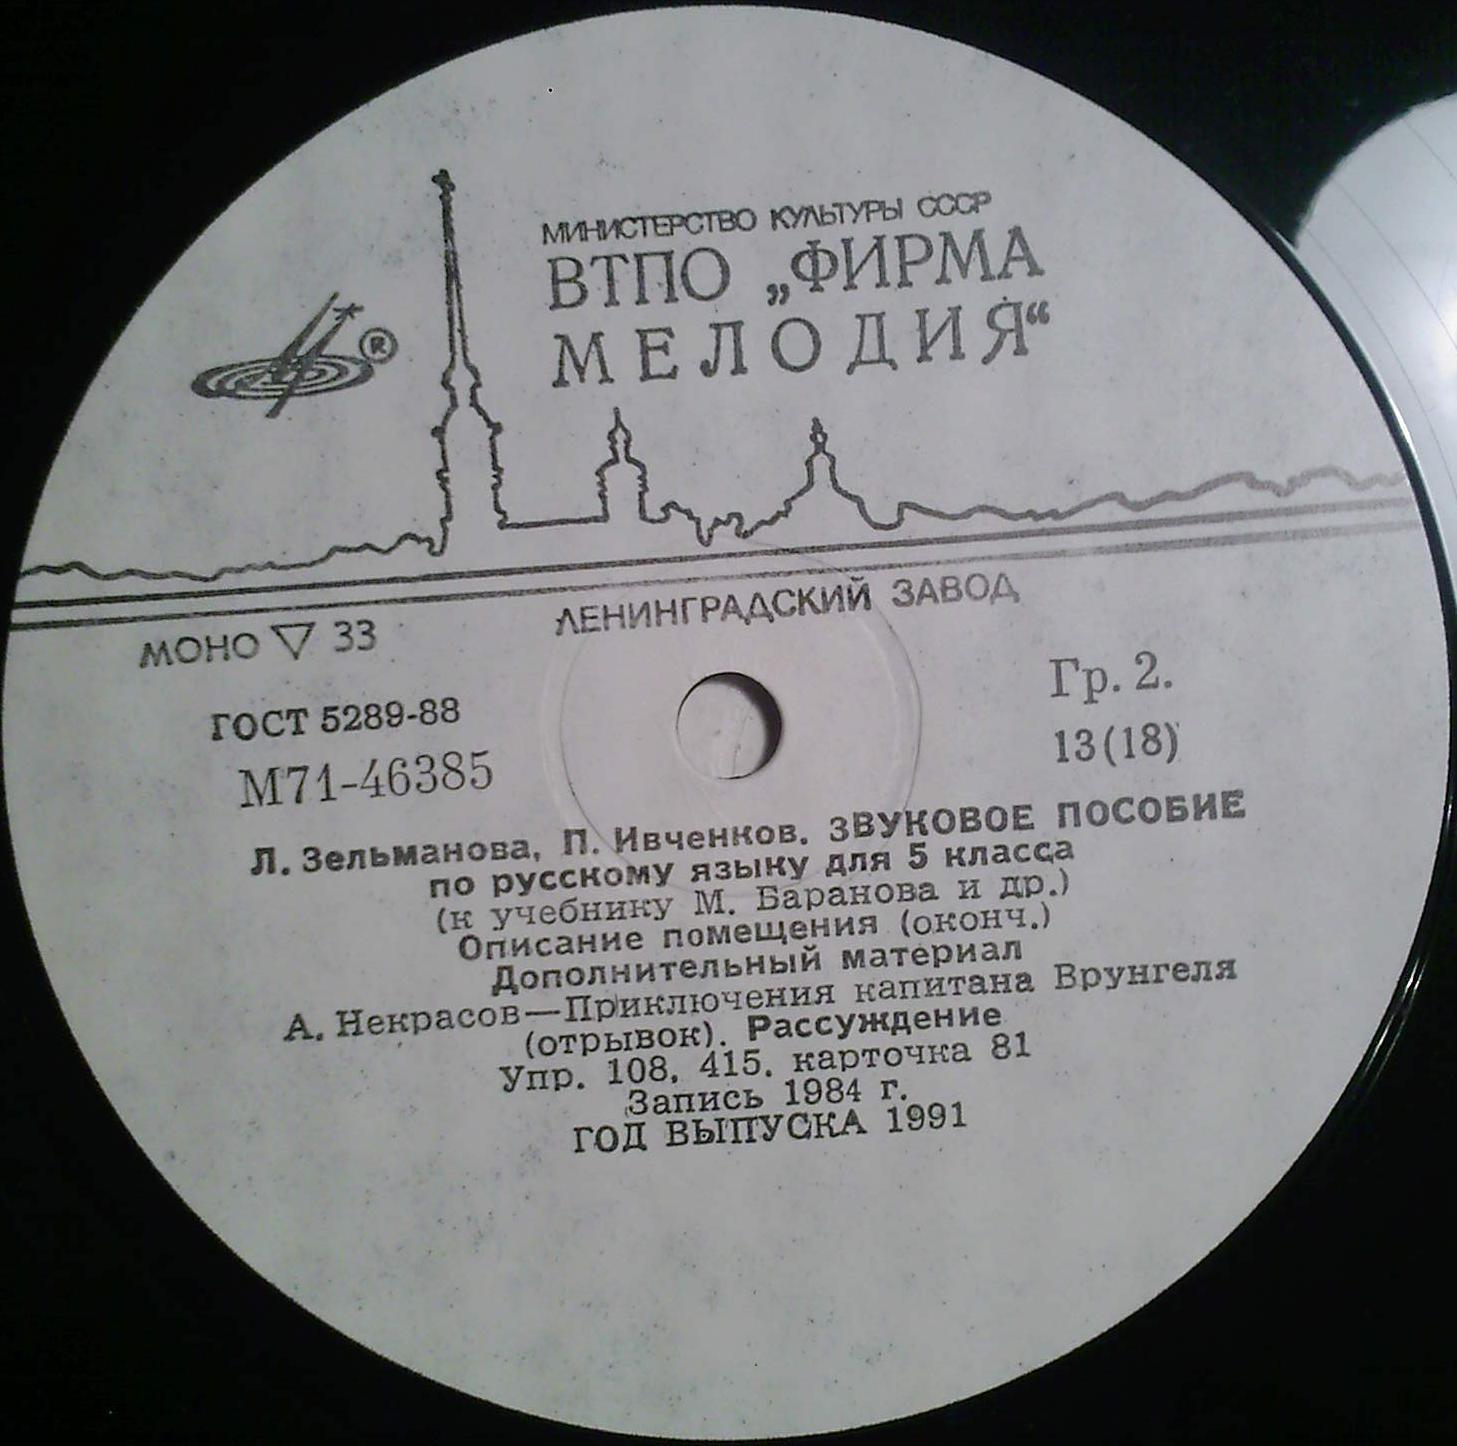 МИНИСТЕРСТВО КУЛЬТУРЫ СССР
ВТПО „ФИРМА
МЕЛОДИЯ“
®
ЛЕНИНГРАДСКИЙ ЗАВОД
МОНО ▽ 33
Гр. 2.
ГОСТ 5289-88
13(18)
М71-46385
Л. Зельманова, П. Ивченков. ЗВУКОВОЕ ПОСОБИЕ
по русскому языку для 5 класса
(к учебнику М. Баранова и др.)
Описание помещения (оконч.)
Дополнительный материал
А. Некрасов—Приключения капитана Врунгеля
(отрывок). Рассуждение
Упр. 108, 415, карточка 81
Запись 1984 г.
ГОД ВЫПУСКА 1991